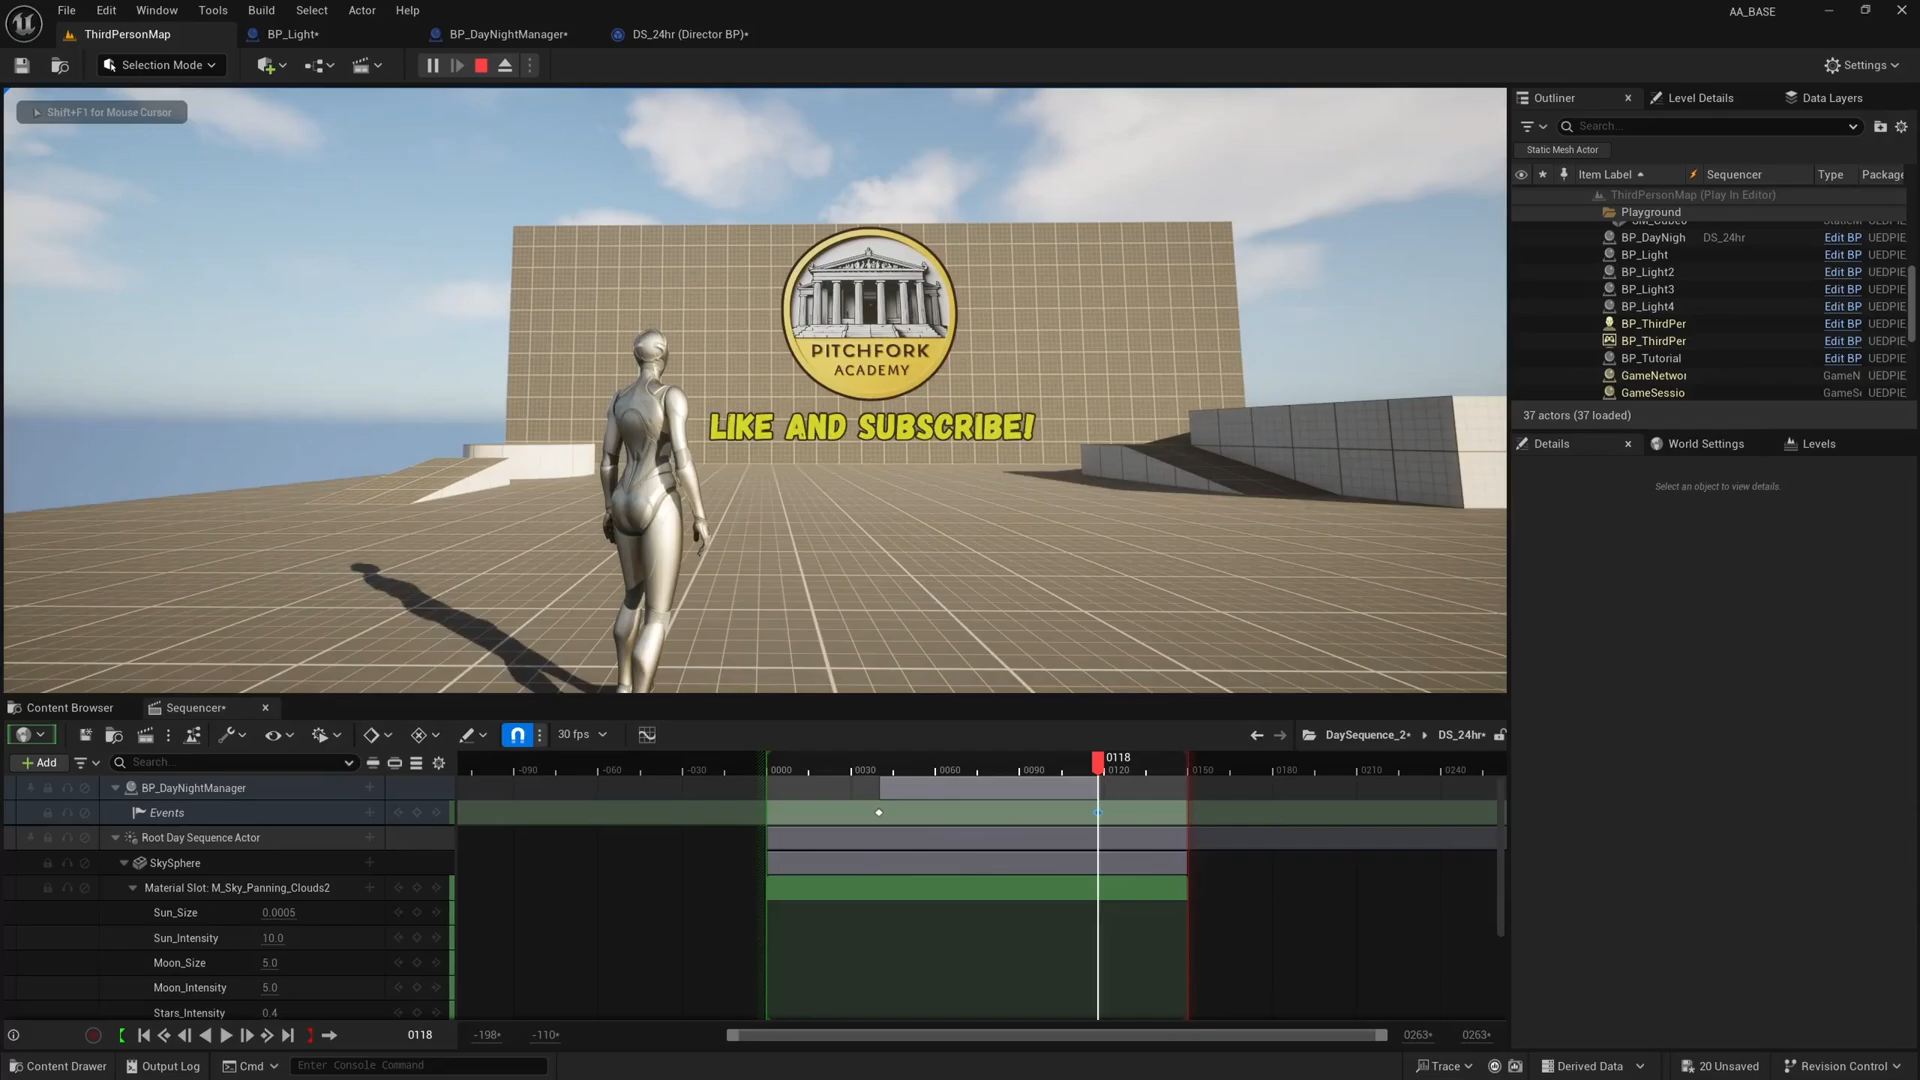 File Edit Window Tools Build Select Actor Help
AA_BASE
ThirdPersonMap BP_Light* BP_DayNightManager* DS_24hr (Director BP)*
Selection Mode
Settings
Shift+F1 for Mouse Cursor
PITCHFORK
ACADEMY
LIKE AND SUBSCRIBE!
Outliner Level Details Data Layers
Search...
Static Mesh Actor
Item Label Sequencer Type Package
ThirdPersonMap (Play In Editor)
Playground
BP_DayNigh DS_24hr Edit BP UEDPIE
BP_Light Edit BP UEDPIE
BP_Light2 Edit BP UEDPIE
BP_Light3 Edit BP UEDPIE
BP_Light4 Edit BP UEDPIE
BP_ThirdPer Edit BP UEDPIE
BP_ThirdPer Edit BP UEDPIE
BP_Tutorial Edit BP UEDPIE
GameNetwor GameN UEDPIE
GameSessio GameS UEDPIE
37 actors (37 loaded)
Details World Settings Levels
Select an object to view details.
Content Browser Sequencer*
30 fps
DaySequence_2* DS_24hr*
Add
Search...
0118
-090 -060 -030 0000 0030 0060 0090 0120 0150 0180 0210 0240
BP_DayNightManager
Events
Root Day Sequence Actor
SkySphere
Material Slot: M_Sky_Panning_Clouds2
Sun_Size 0.0005
Sun_Intensity 10.0
Moon_Size 5.0
Moon_Intensity 5.0
Stars_Intensity 0.4
0118 -198* -110* 0263* 0263*
Content Drawer Output Log Cmd Enter Console Command
Trace Derived Data 20 Unsaved Revision Control